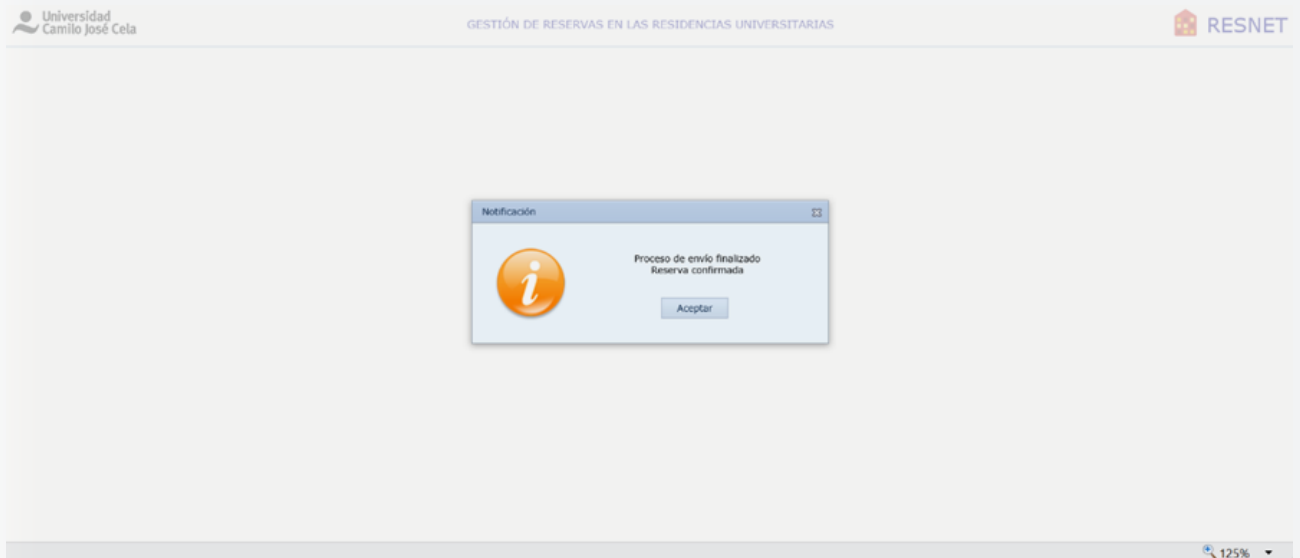 Universidad
Camilo José Cela
GESTIÓN DE RESERVAS EN LAS RESIDENCIAS UNIVERSITARIAS
RESNET
Notificación
i
Proceso de envío finalizado
Reserva confirmada
Aceptar
125%